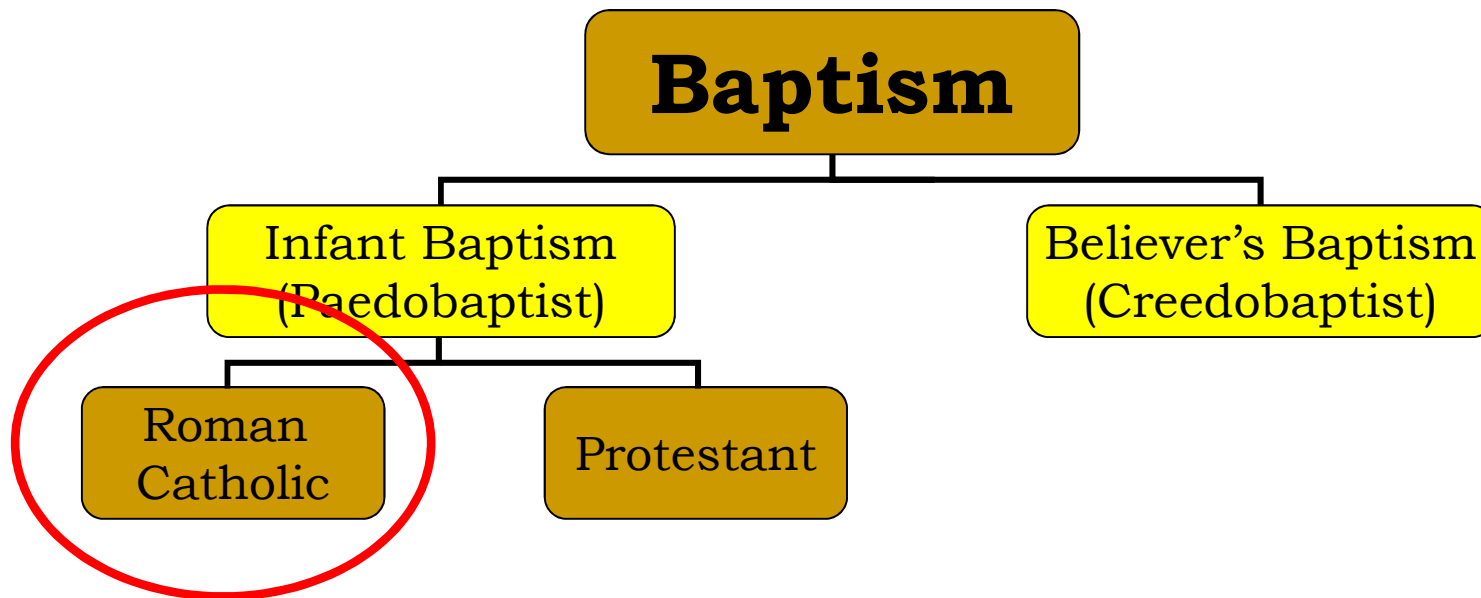 Baptism
Infant Baptism
(Paedobaptist)
Believer’s Baptism
(Creedobaptist)
Roman
Catholic
Protestant